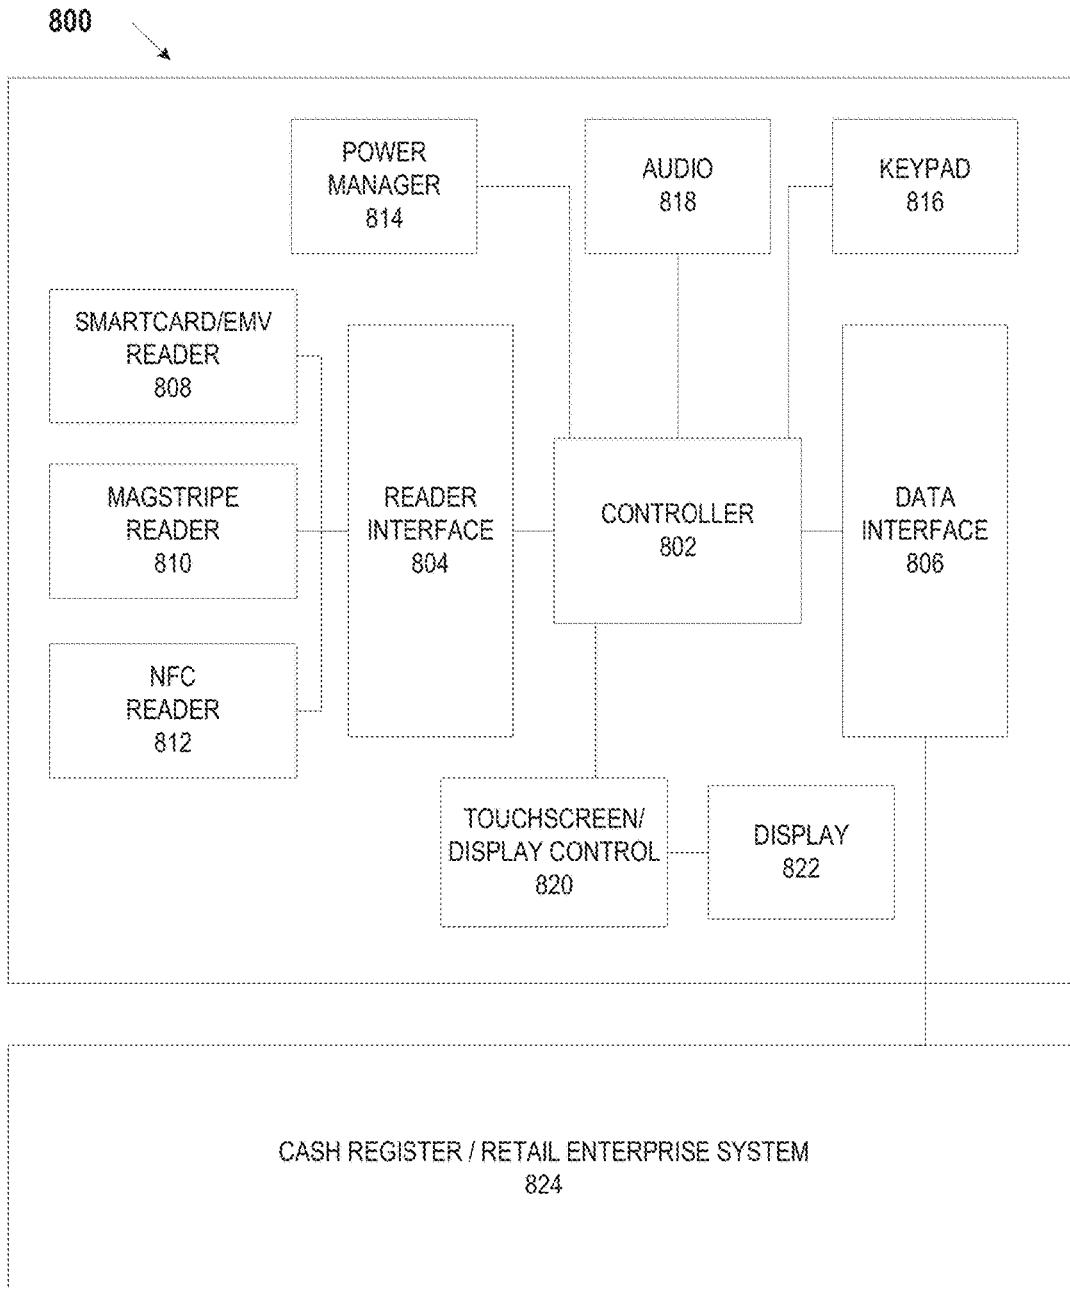 800
POWER
MANAGER
814
AUDIO
818
KEYPAD
816
SMARTCARD/EMV
READER
808
MAGSTRIPE
READER
810
NFC
READER
812
READER
INTERFACE
804
CONTROLLER
802
DATA
INTERFACE
806
TOUCHSCREEN/
DISPLAY CONTROL
820
DISPLAY
822
CASH REGISTER / RETAIL ENTERPRISE SYSTEM
824